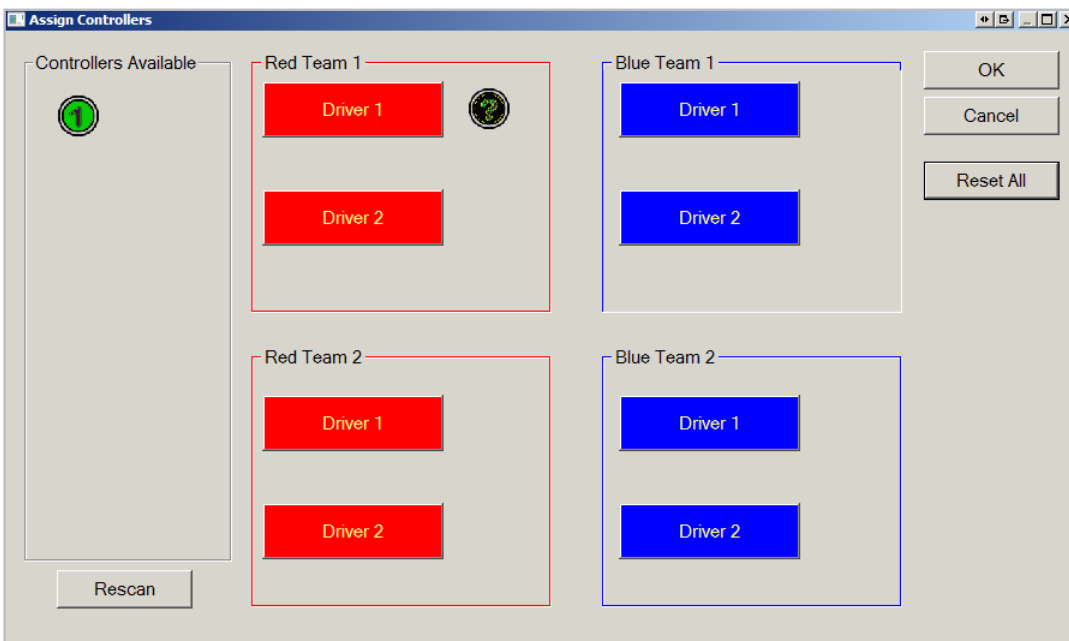 Assign Controllers
Controllers Available
1
Rescan
Red Team 1
Driver 1
?
Driver 2
Blue Team 1
Driver 1
Driver 2
Red Team 2
Driver 1
Driver 2
Blue Team 2
Driver 1
Driver 2
OK
Cancel
Reset All